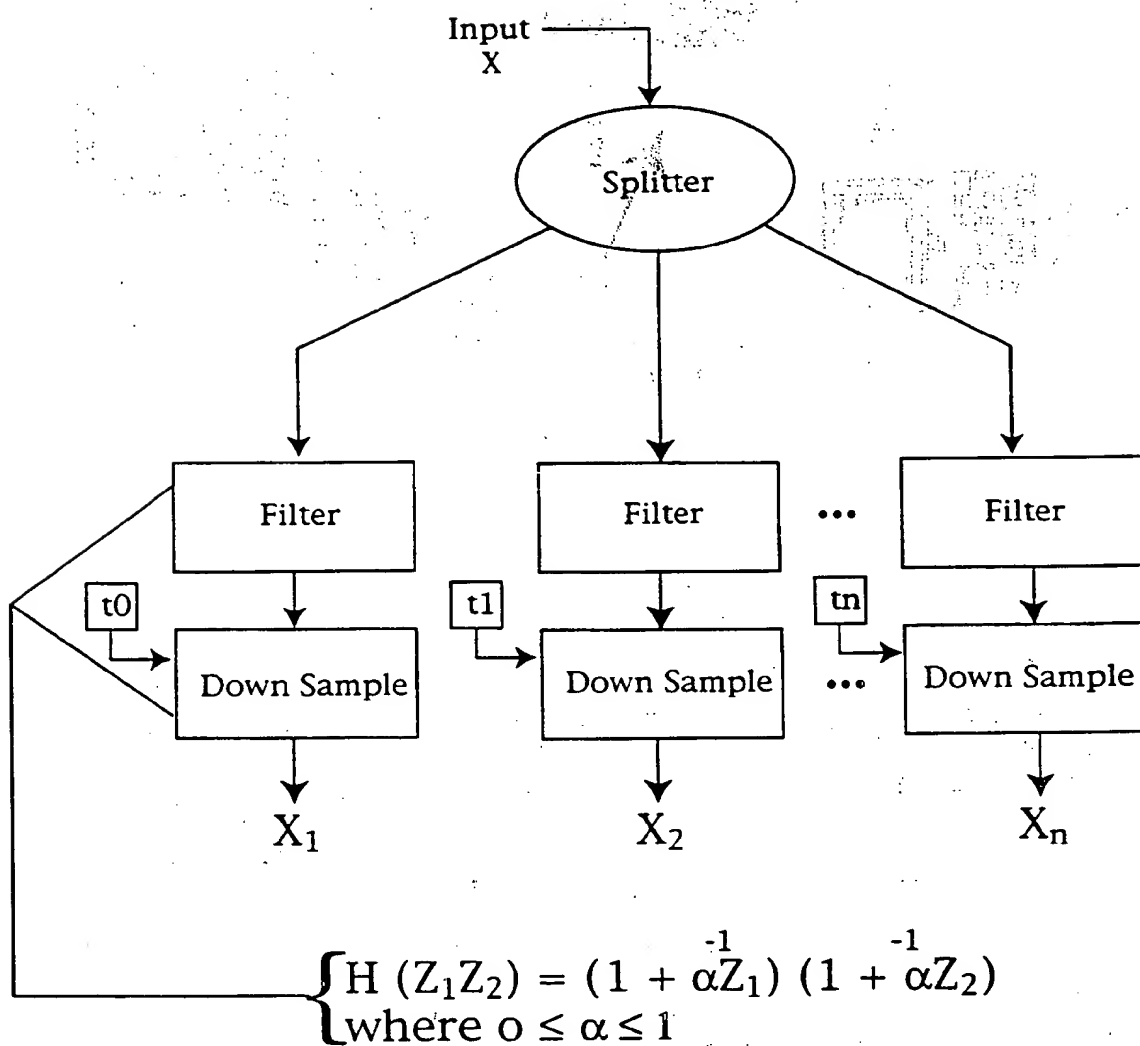 Input
X
Splitter
Filter
Filter
...
Filter
t0
t1
tn
Down Sample
Down Sample
...
Down Sample
X₁
X₂
Xₙ
H (Z₁Z₂) = (1 + αZ₁⁻¹) (1 + αZ₂⁻¹)
where o ≤ α ≤ 1